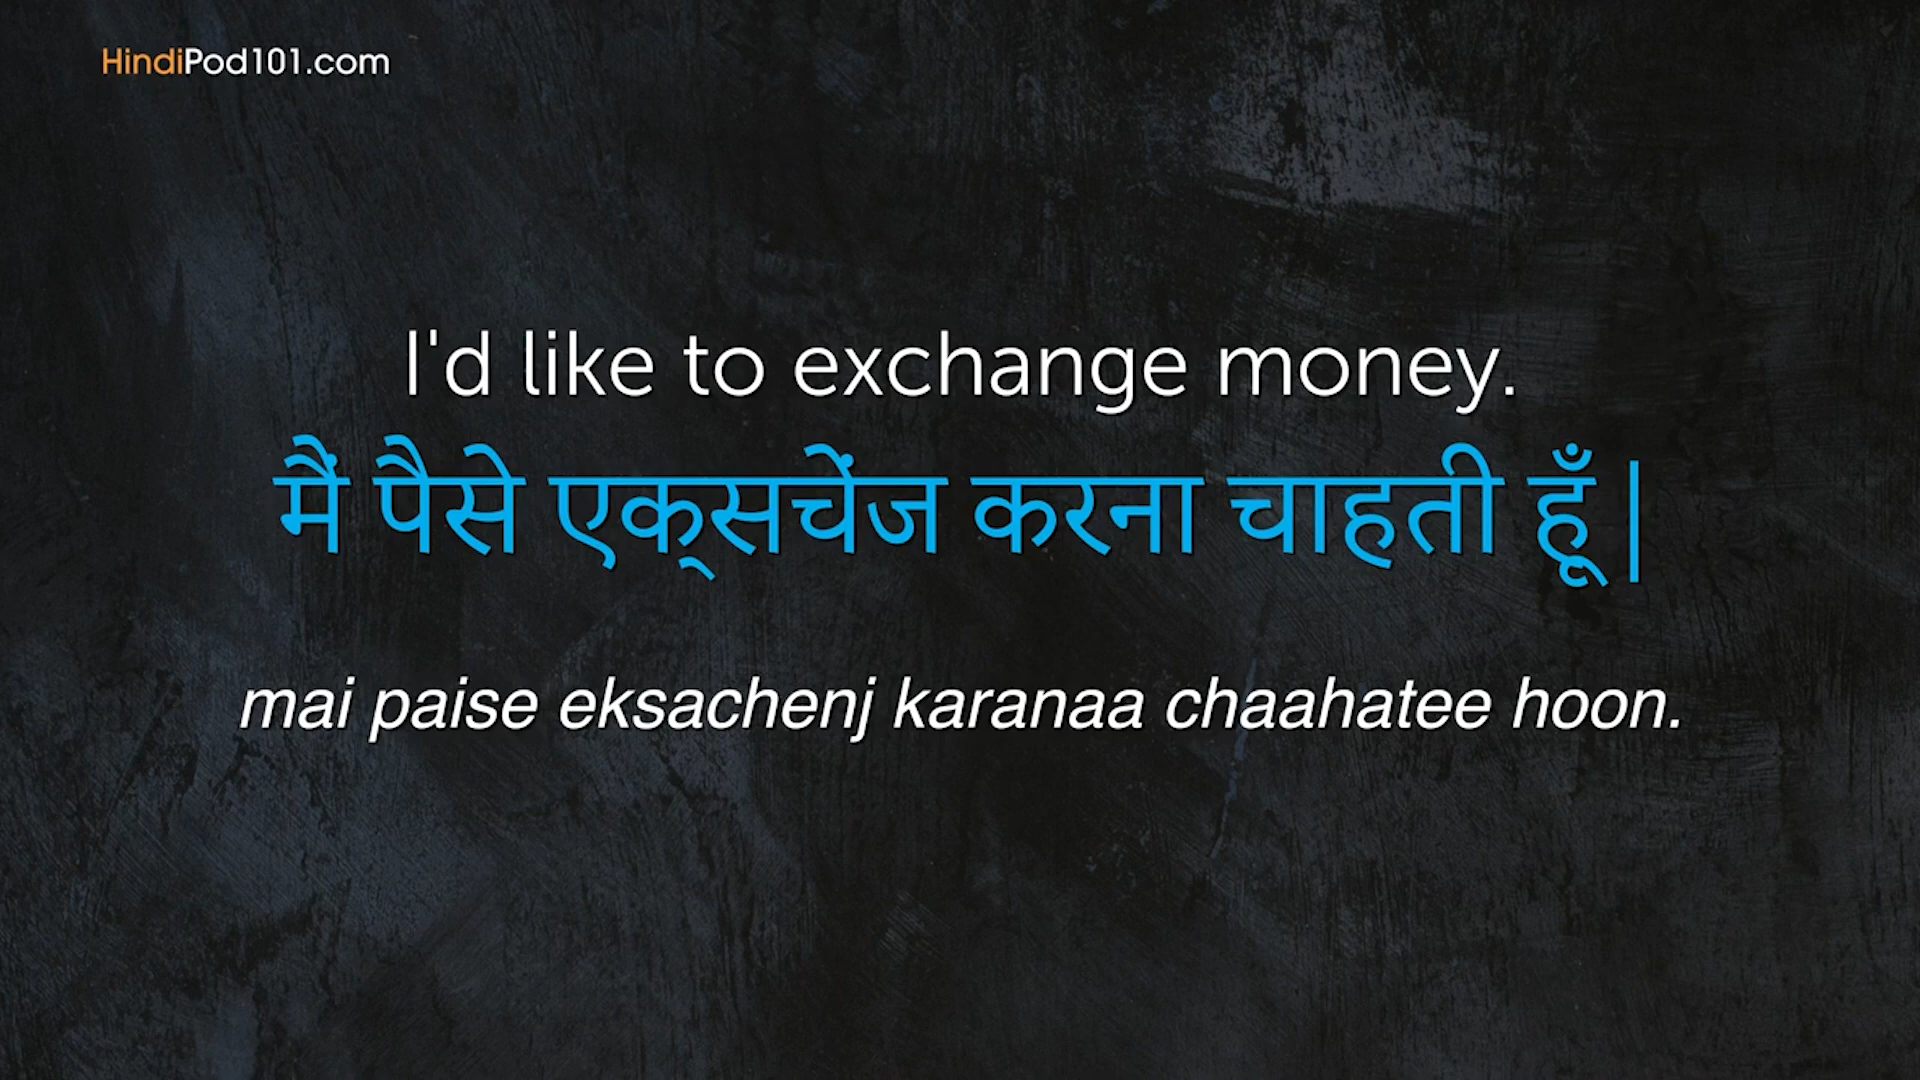 HindiPod101.com
I'd like to exchange money.
मैं पैसे एक्सचेंज करना चाहती हूँ|
mai paise eksachenj karanaa chaahatee hoon.